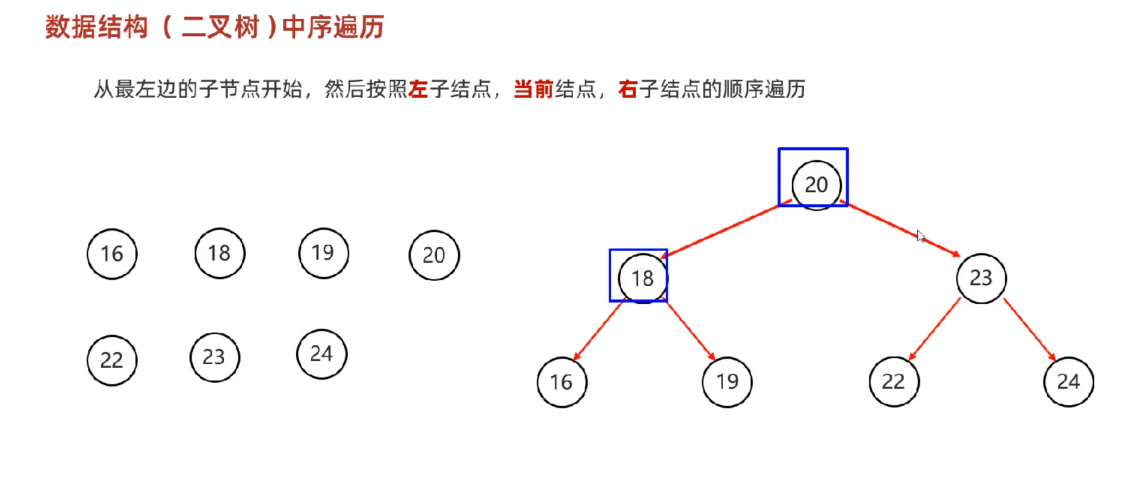 数据结构（二叉树）中序遍历
从最左边的子节点开始，然后按照左子结点，当前结点，右子结点的顺序遍历
20
16 18 19 20
18 23
22 23 24
16 19 22 24